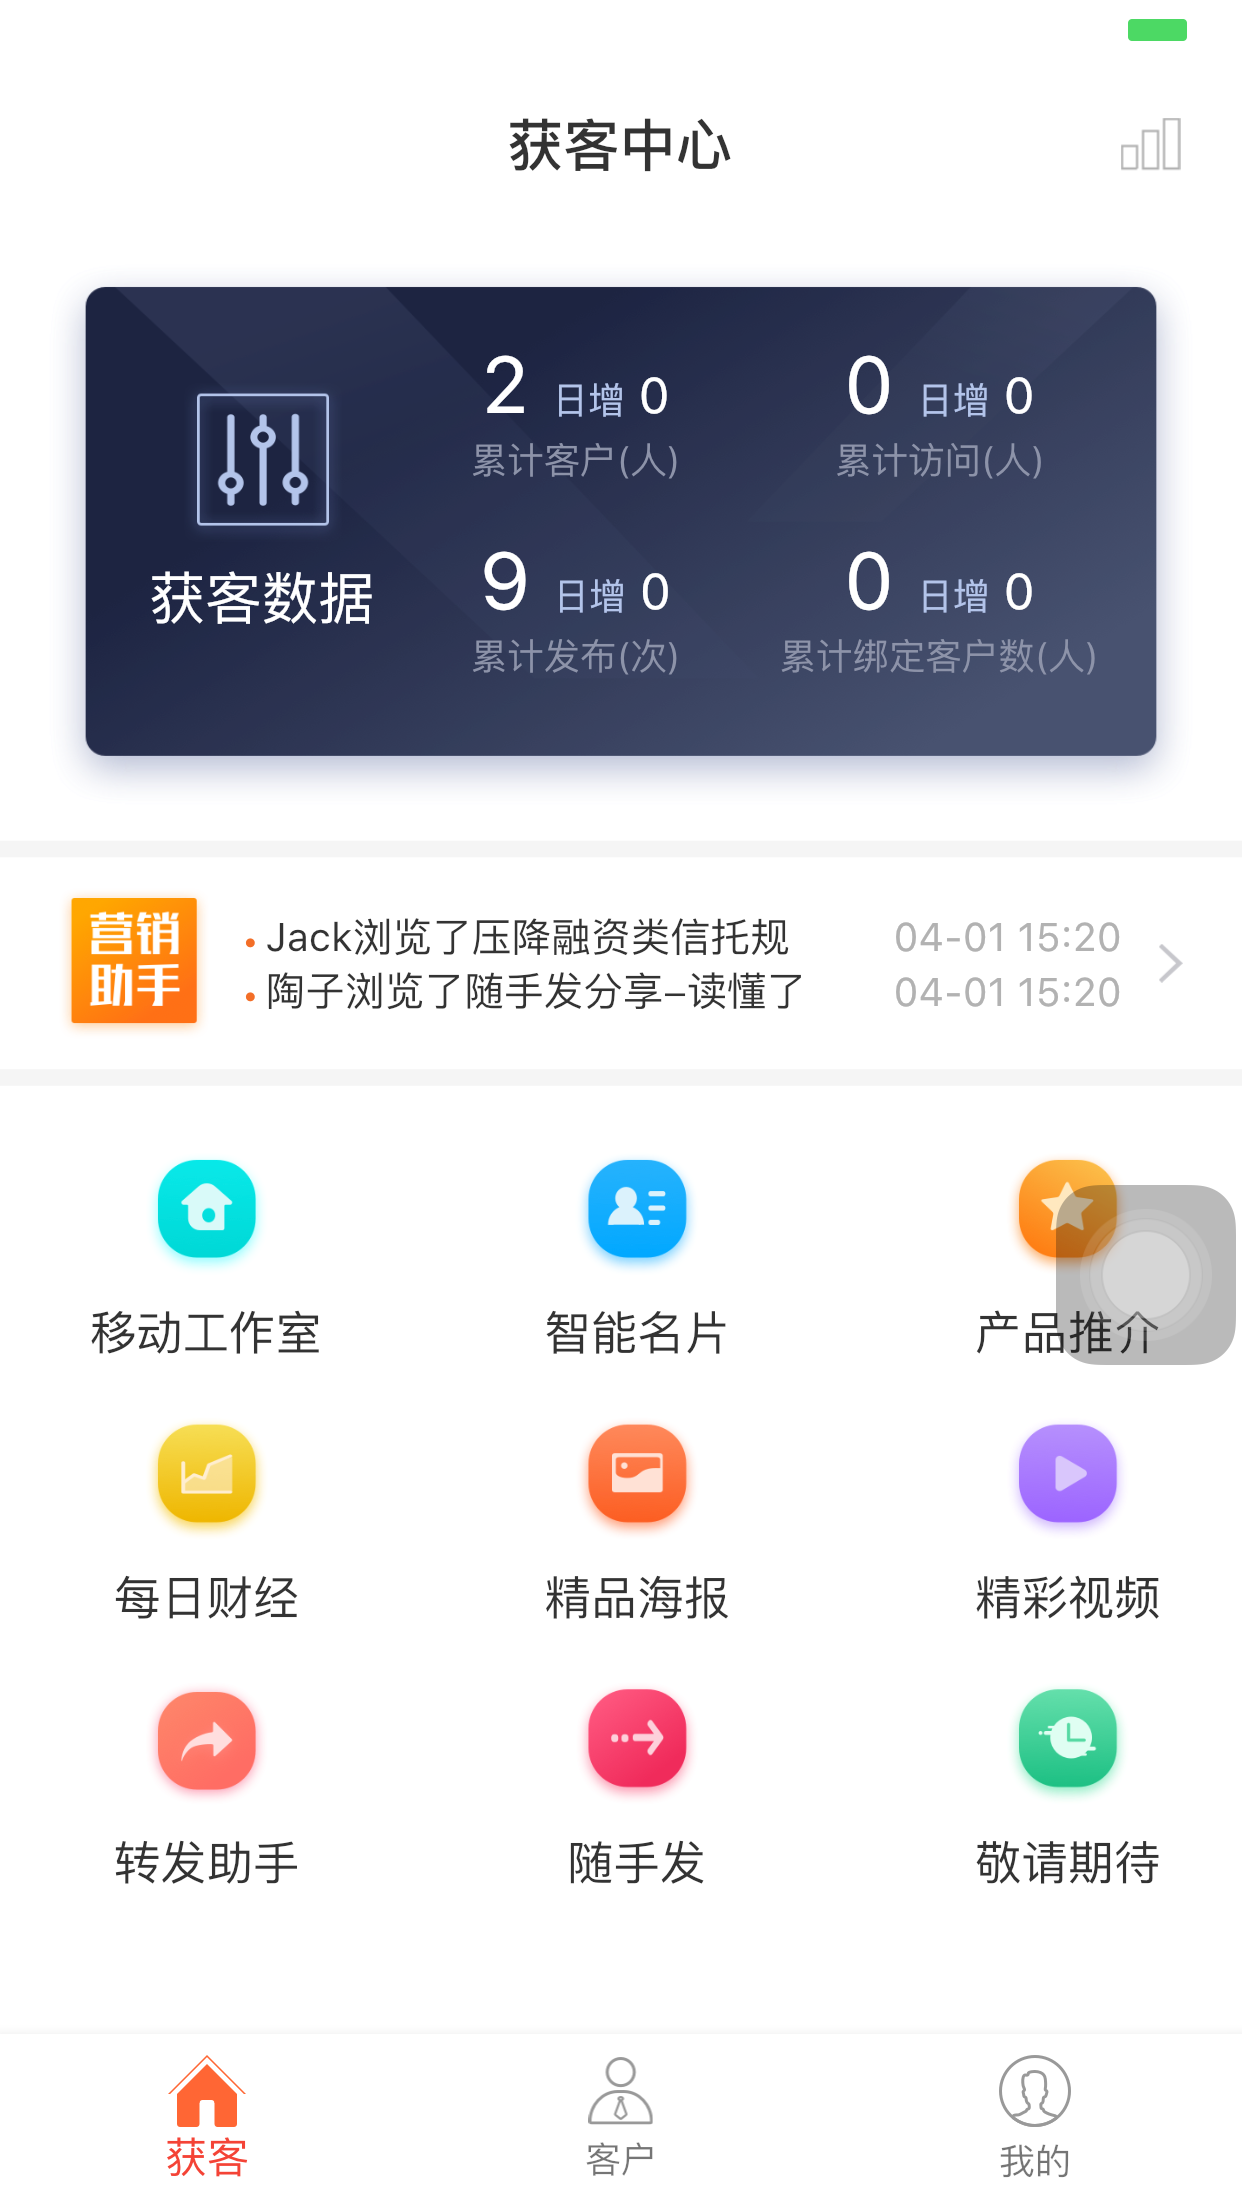 获客中心
2 日增 0
0 日增 0
累计客户(人)
累计访问(人)
获客数据
9 日增 0
0 日增 0
累计发布(次)
累计绑定客户数(人)
营销
助手
• Jack浏览了压降融资类信托规 04-01 15:20
• 陶子浏览了随手发分享–读懂了 04-01 15:20
移动工作室 智能名片 产品推介
每日财经 精品海报 精彩视频
转发助手 随手发 敬请期待
获客 客户 我的